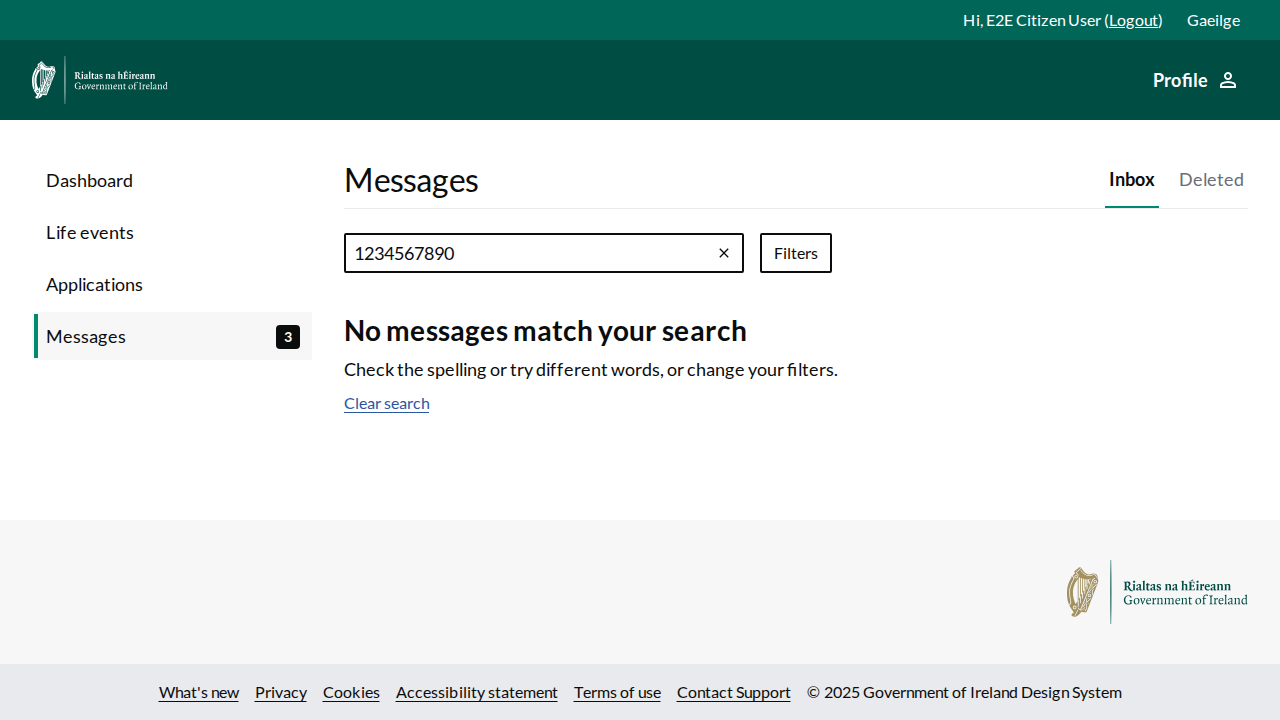 Hi, E2E Citizen User (Logout) Gaeilge
Rialtas na hÉireann
Government of Ireland
Profile
Dashboard
Life events
Applications
Messages 3
Messages
Inbox Deleted
1234567890 Filters
No messages match your search
Check the spelling or try different words, or change your filters.
Clear search
Rialtas na hÉireann
Government of Ireland
What's new Privacy Cookies Accessibility statement Terms of use Contact Support © 2025 Government of Ireland Design System